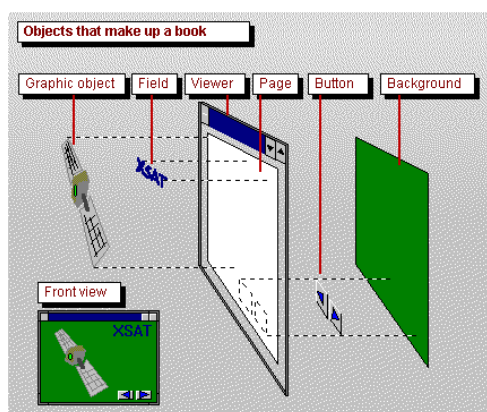 Objects that make up a book
Graphic object
Field
Viewer
Page
Button
Background
XSAT
Front view
XSAT